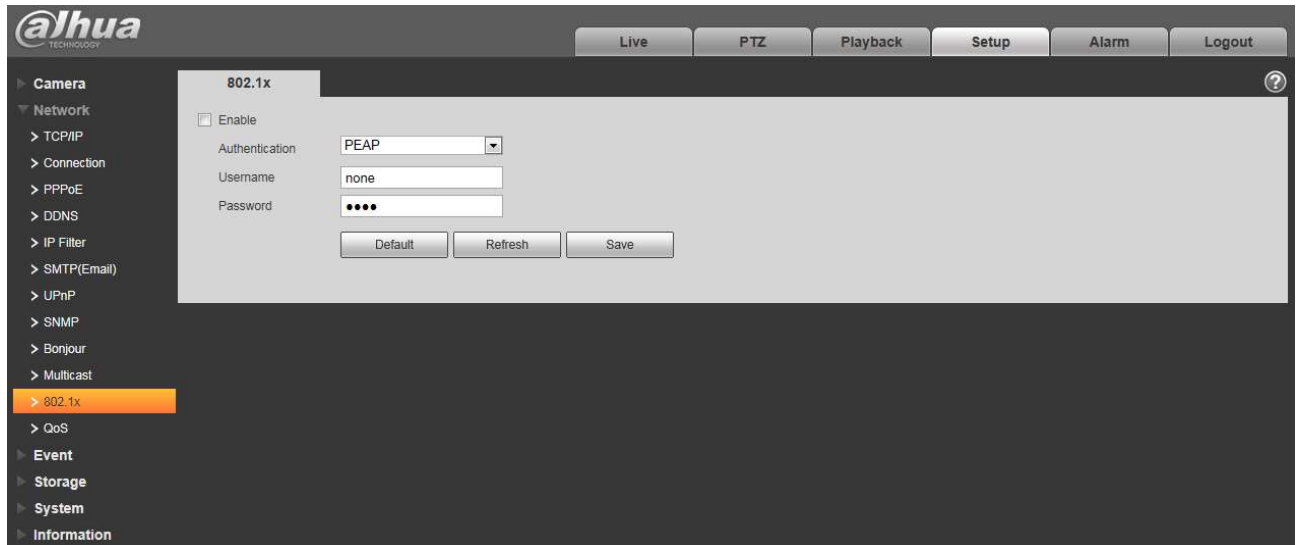 alhua
TECHNOLOGY
Live PTZ Playback Setup Alarm Logout
Camera
Network
> TCP/IP
> Connection
> PPPoE
> DDNS
> IP Filter
> SMTP(Email)
> UPnP
> SNMP
> Bonjour
> Multicast
> 802.1x
> QoS
Event
Storage
System
Information
802.1x
?
Enable
Authentication PEAP
Username none
Password ●●●●
Default Refresh Save